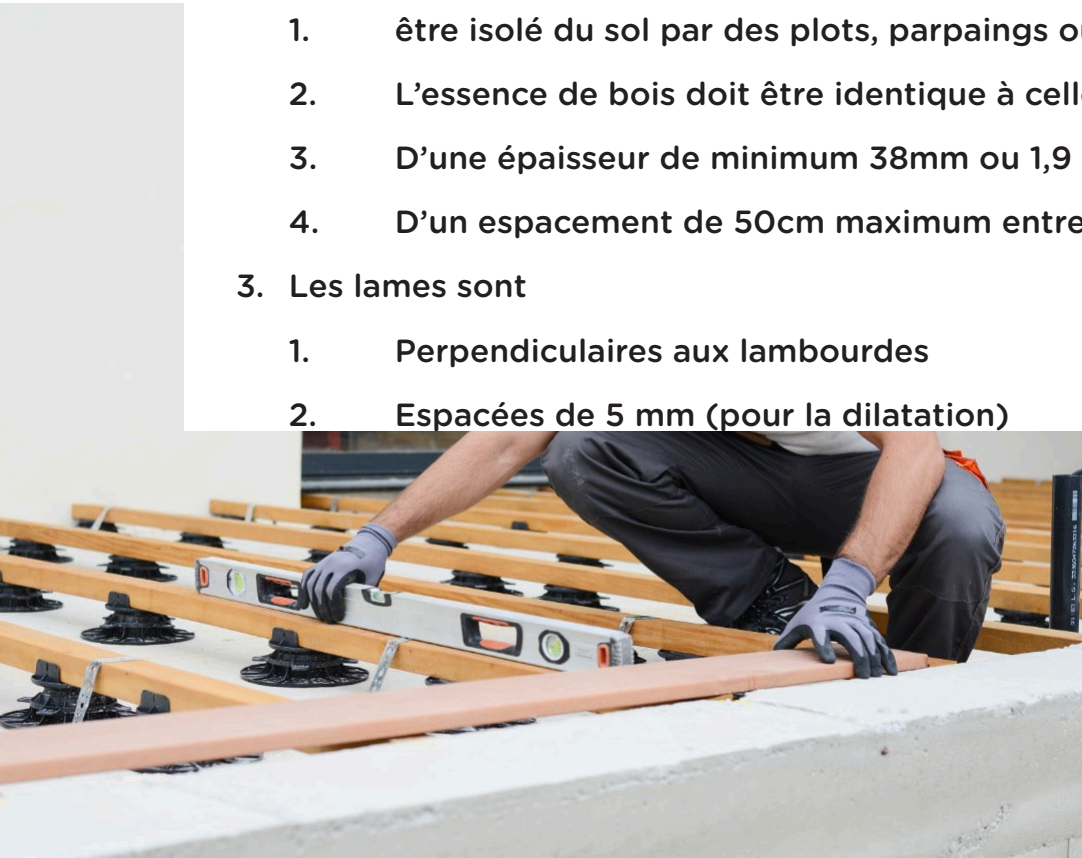 1. être isolé du sol par des plots, parpaings
2. L'essence de bois doit être identique à
3. D'une épaisseur de minimum 38mm ou 1,9
4. D'un espacement de 50cm maximum entre
3. Les lames sont
1. Perpendiculaires aux lambourdes
2. Espacées de 5 mm (pour la dilatation)